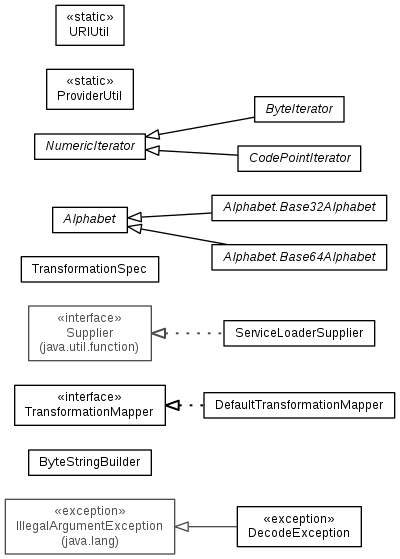 «static»
URIUtil
«static»
ProviderUtil
ByteIterator
NumericIterator
CodePointIterator
Alphabet.Base32Alphabet
Alphabet
Alphabet.Base64Alphabet
TransformationSpec
«interface»
Supplier
(java.util.function)
ServiceLoaderSupplier
«interface»
TransformationMapper
DefaultTransformationMapper
ByteStringBuilder
«exception»
IllegalArgumentException
(java.lang)
«exception»
DecodeException